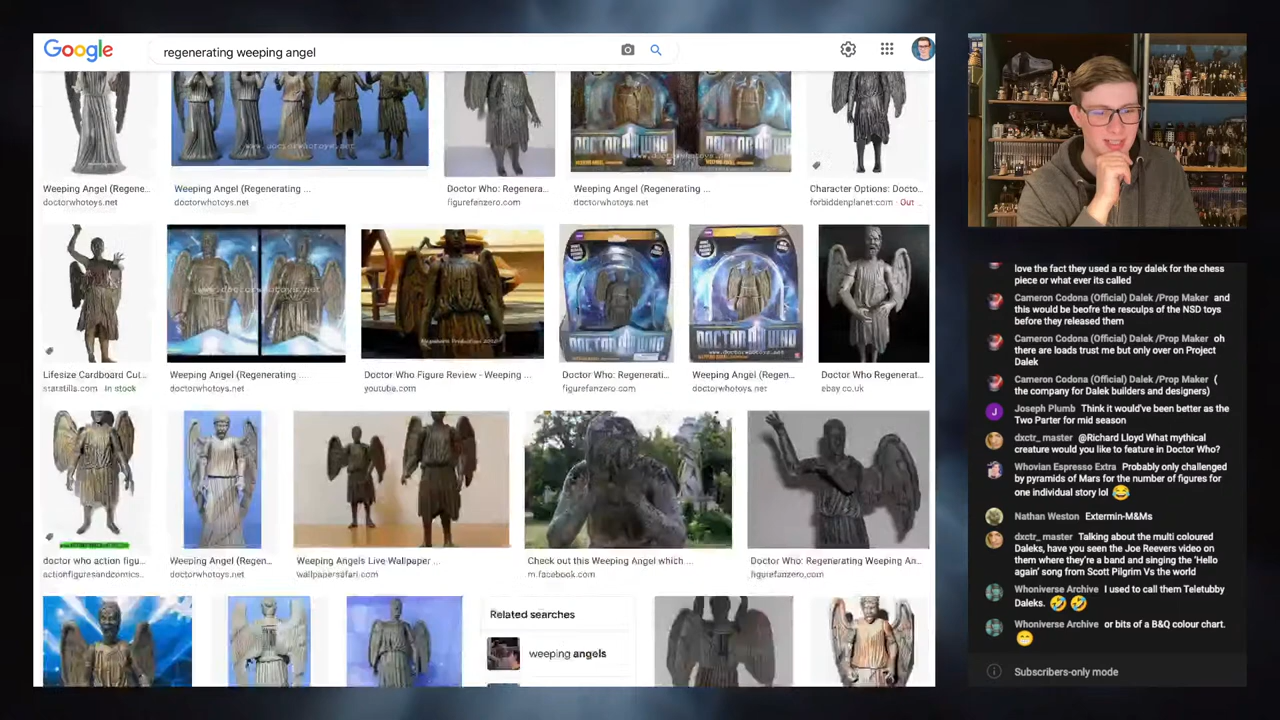 Google
regenerating weeping angel
www.doctorwhotoys.net
Weeping Angel (Regene...
doctorwhotoys.net
Weeping Angel (Regenerating ...
doctorwhotoys.net
Doctor Who: Regenera...
figurefanzero.com
Weeping Angel (Regenerating ...
doctorwhotoys.net
Character Options: Docto...
forbiddenplanet.com · Out ...
Lifesize Cardboard Cut...
starstills.com · In stock
Weeping Angel (Regenerating ...
doctorwhotoys.net
Doctor Who Figure Review - Weeping ...
youtube.com
Doctor Who: Regenerati...
figurefanzero.com
Weeping Angel (Regen...
doctorwhotoys.net
Doctor Who Regenerat...
ebay.co.uk
doctor who action figu...
actionfiguresandcomics...
Weeping Angel (Regen...
doctorwhotoys.net
Weeping Angels Live Wallpaper ...
wallpapersafari.com
Check out this Weeping Angel which ...
m.facebook.com
Doctor Who: Regenerating Weeping An...
figurefanzero.com
Related searches
weeping angels
love the fact they used a rc toy dalek for the chess
piece or what ever its called
Cameron Codona (Official) Dalek /Prop Maker and
this would be beofre the resculps of the NSD toys
before they released them
Cameron Codona (Official) Dalek /Prop Maker oh
there are loads trust me but only over on Project
Dalek
Cameron Codona (Official) Dalek /Prop Maker (
the company for Dalek builders and designers)
J
Joseph Plumb Think it would've been better as the
Two Parter for mid season
dxctr_ master @Richard Lloyd What mythical
creature would you like to feature in Doctor Who?
Whovian Espresso Extra Probably only challenged
by pyramids of Mars for the number of figures for
one individual story lol 😂
Nathan Weston Extermin-M&Ms
dxctr_ master Talking about the multi coloured
Daleks, have you seen the Joe Reevers video on
them where they're a band and singing the 'Hello
again' song from Scott Pilgrim Vs the world
Whoniverse Archive I used to call them Teletubby
Daleks. 🤣 🤣
Whoniverse Archive or bits of a B&Q colour chart.
😁
Subscribers-only mode